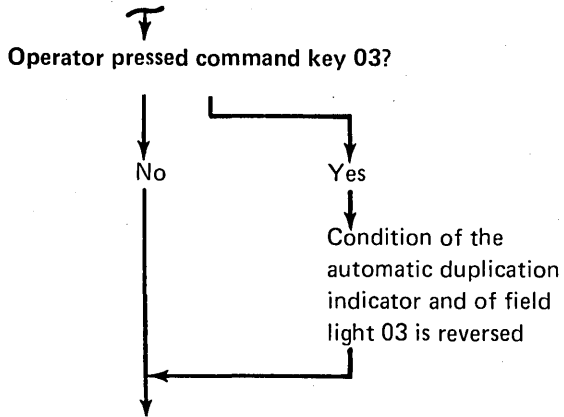 Operator pressed command key 03?
No
Yes
Condition of the
automatic duplication
indicator and of field
light 03 is reversed